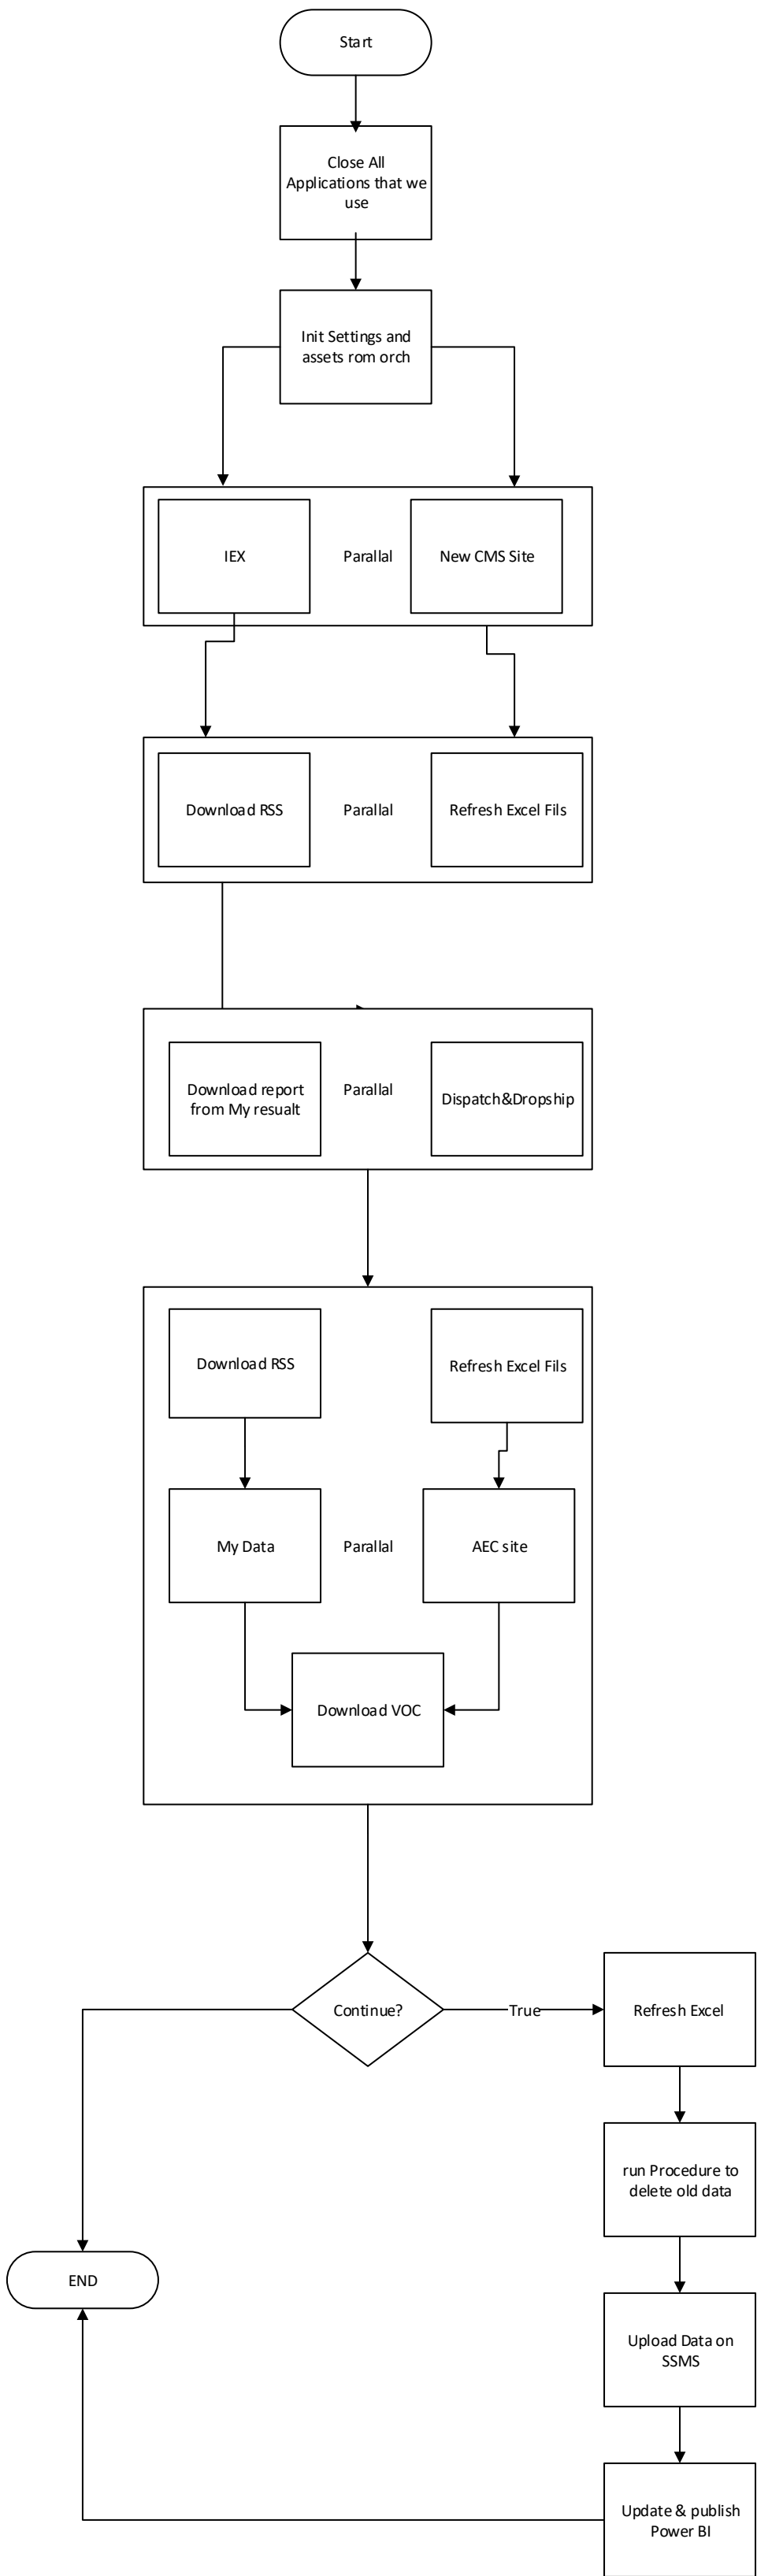 Start
Close All
Applications that we
use
Init Settings and
assets rom orch
IEX
Parallal
New CMS Site
Download RSS
Parallal
Refresh Excel Fils
Download report
from My resualt
Parallal
Dispatch&Dropship
Download RSS
Refresh Excel Fils
My Data
Parallal
AEC site
Download VOC
Continue?
True
Refresh Excel
run Procedure to
delete old data
END
Upload Data on
SSMS
Update & publish
Power BI